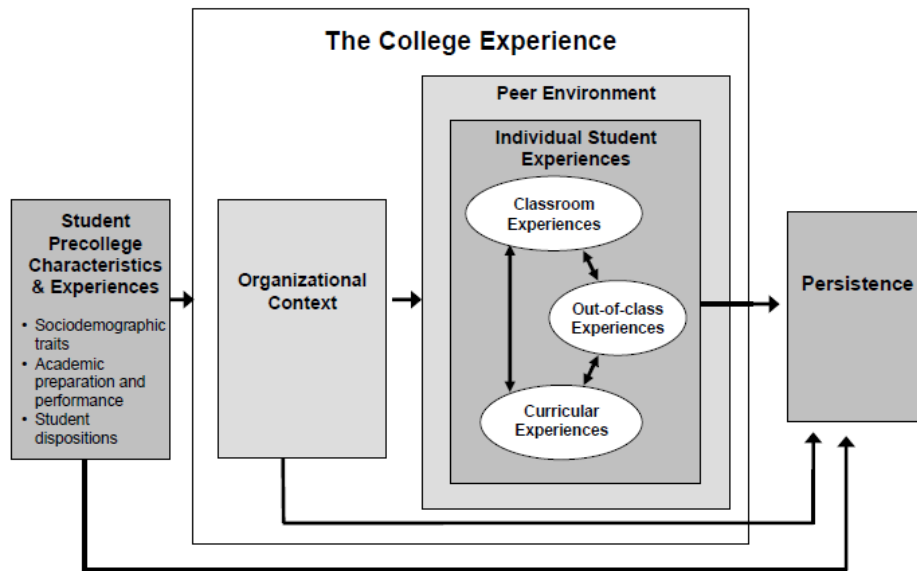 The College Experience
Peer Environment
Individual Student
Experiences
Classroom
Experiences
Out-of-class
Experiences
Curricular
Experiences
Student
Precollege
Characteristics
& Experiences
• Sociodemographic
traits
• Academic
preparation and
performance
• Student
dispositions
Organizational
Context
Persistence